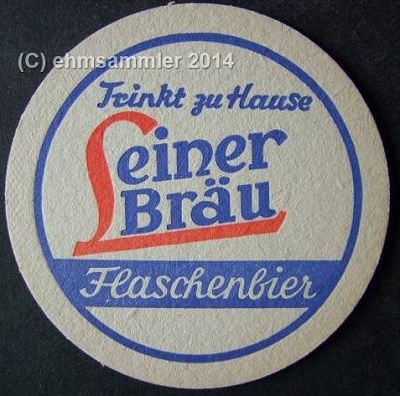 (C) ehmsammler 2014
Trinkt zu Hause
Leiner
Bräu
Flaschenbier